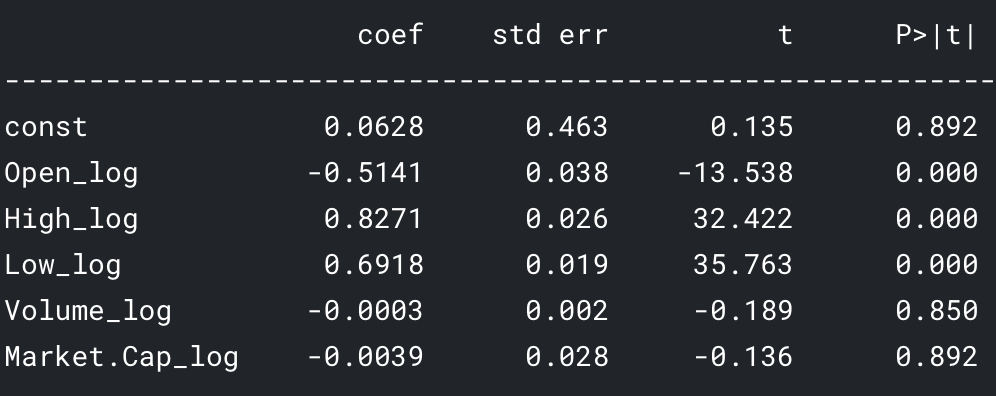 coef std err t P>|t|
--------------------------------------------------------------
const 0.0628 0.463 0.135 0.892
Open_log -0.5141 0.038 -13.538 0.000
High_log 0.8271 0.026 32.422 0.000
Low_log 0.6918 0.019 35.763 0.000
Volume_log -0.0003 0.002 -0.189 0.850
Market.Cap_log -0.0039 0.028 -0.136 0.892